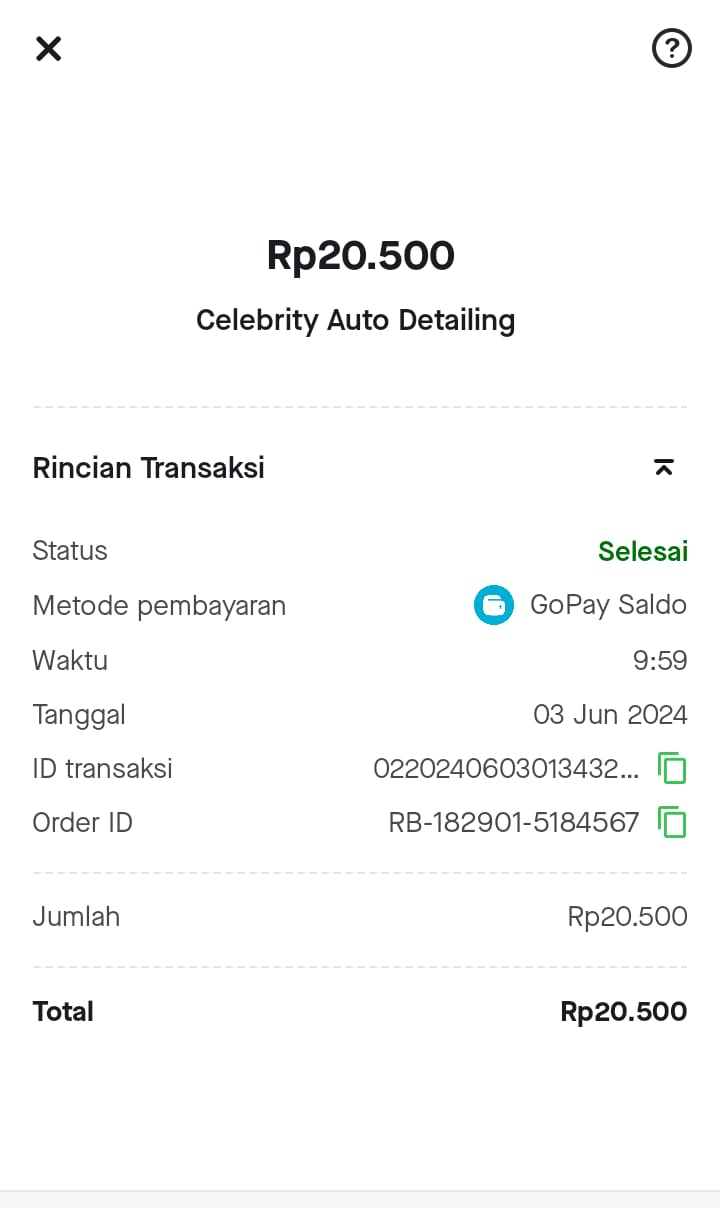 Rp20.500
Celebrity Auto Detailing
Rincian Transaksi
Status Selesai
Metode pembayaran GoPay Saldo
Waktu 9:59
Tanggal 03 Jun 2024
ID transaksi 0220240603013432...
Order ID RB-182901-5184567
Jumlah Rp20.500
Total Rp20.500